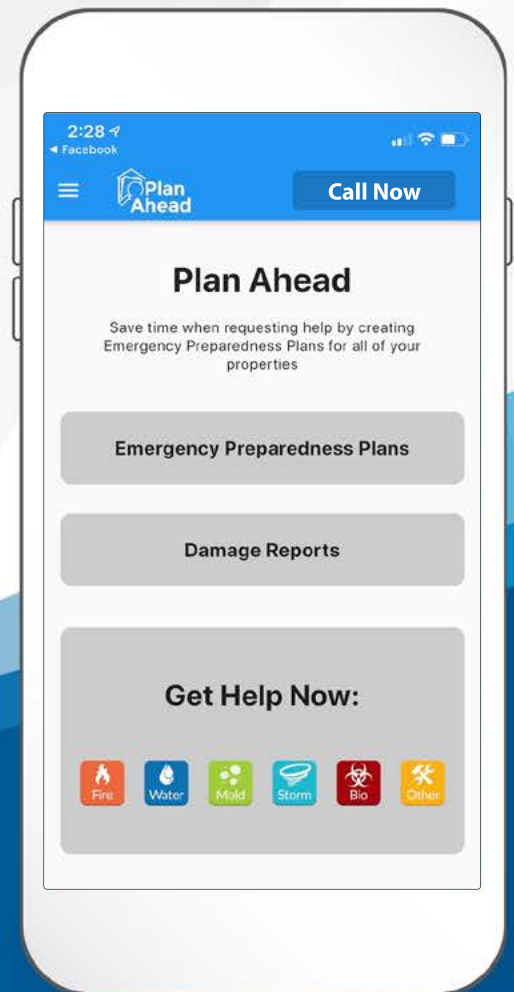 2:28
◀ Facebook
Plan
Ahead
Call Now
Plan Ahead
Save time when requesting help by creating
Emergency Preparedness Plans for all of your
properties
Emergency Preparedness Plans
Damage Reports
Get Help Now:
Fire
Water
Mold
Storm
Bio
Other